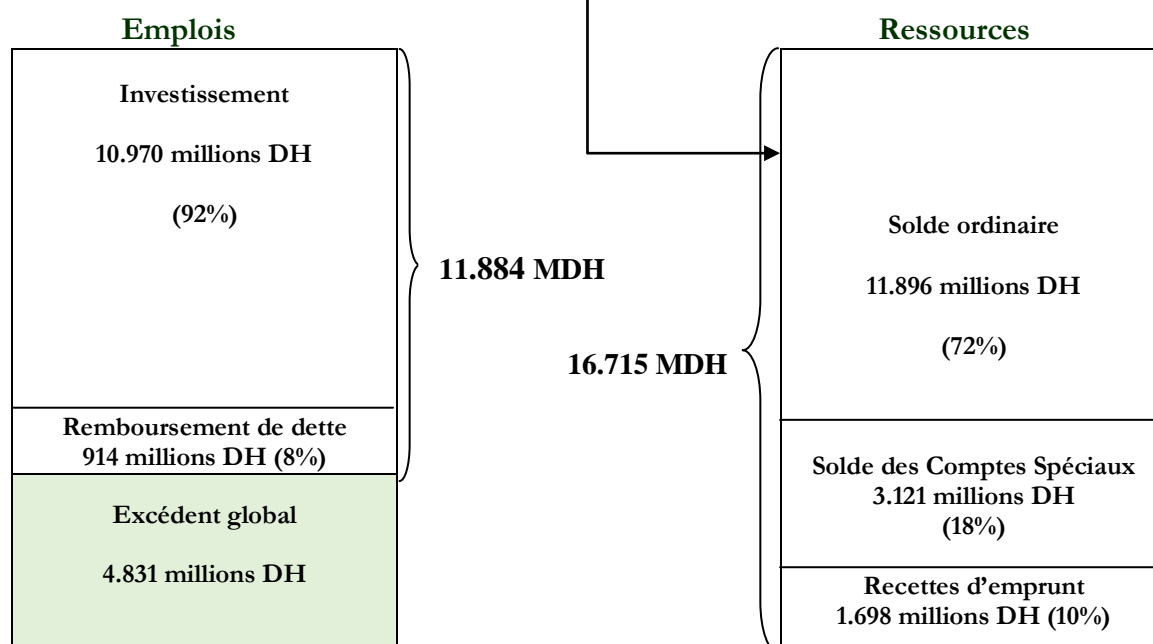 Emplois
Investissement
10.970 millions DH
(92%)
Remboursement de dette
914 millions DH (8%)
Excédent global
4.831 millions DH
11.884 MDH
16.715 MDH
Ressources
Solde ordinaire
11.896 millions DH
(72%)
Solde des Comptes Spéciaux
3.121 millions DH
(18%)
Recettes d’emprunt
1.698 millions DH (10%)